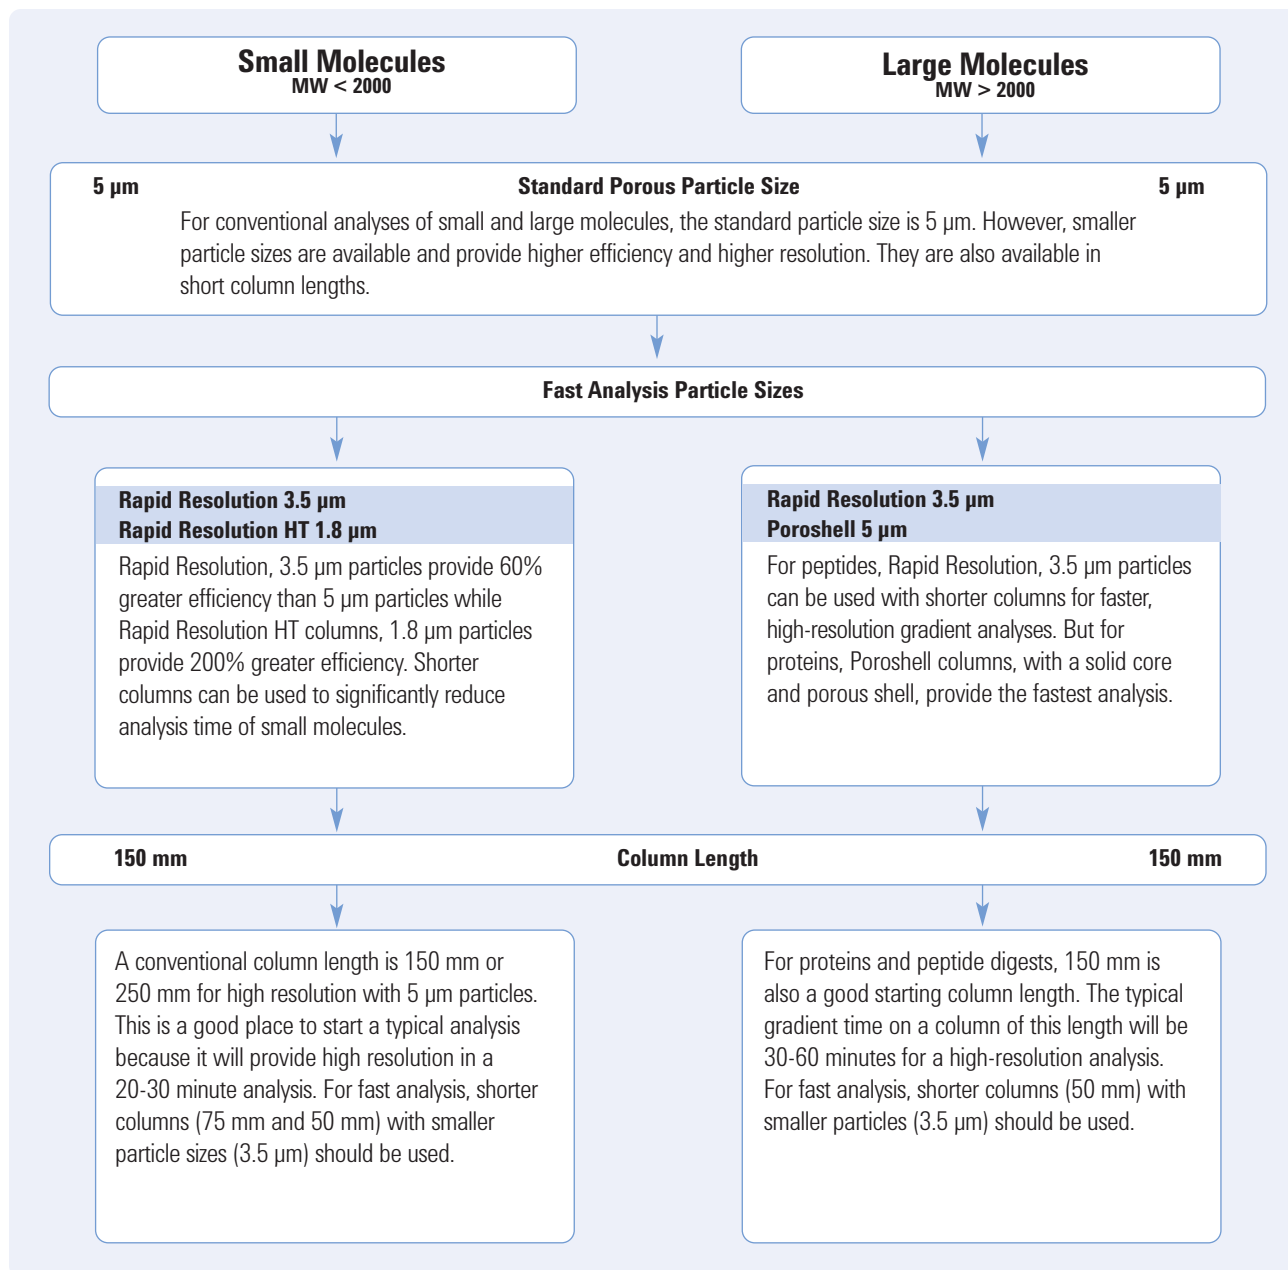 Small Molecules
MW < 2000
Large Molecules
MW > 2000
5 µm Standard Porous Particle Size 5 µm
For conventional analyses of small and large molecules, the standard particle size is 5 µm. However, smaller
particle sizes are available and provide higher efficiency and higher resolution. They are also available in
short column lengths.
Fast Analysis Particle Sizes
Rapid Resolution 3.5 µm
Rapid Resolution HT 1.8 µm
Rapid Resolution, 3.5 µm particles provide 60%
greater efficiency than 5 µm particles while
Rapid Resolution HT columns, 1.8 µm particles
provide 200% greater efficiency. Shorter
columns can be used to significantly reduce
analysis time of small molecules.
Rapid Resolution 3.5 µm
Poroshell 5 µm
For peptides, Rapid Resolution, 3.5 µm particles
can be used with shorter columns for faster,
high-resolution gradient analyses. But for
proteins, Poroshell columns, with a solid core
and porous shell, provide the fastest analysis.
150 mm Column Length 150 mm
A conventional column length is 150 mm or
250 mm for high resolution with 5 µm particles.
This is a good place to start a typical analysis
because it will provide high resolution in a
20-30 minute analysis. For fast analysis, shorter
columns (75 mm and 50 mm) with smaller
particle sizes (3.5 µm) should be used.
For proteins and peptide digests, 150 mm is
also a good starting column length. The typical
gradient time on a column of this length will be
30-60 minutes for a high-resolution analysis.
For fast analysis, shorter columns (50 mm) with
smaller particles (3.5 µm) should be used.